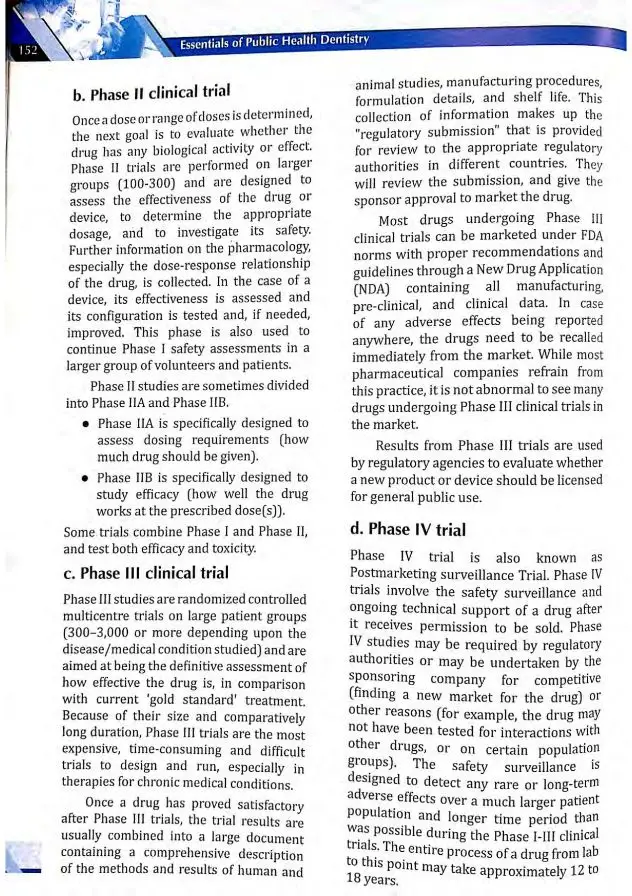 152
Essentials of Public Health Dentistry
b. Phase II clinical trial
Once a dose or range of doses is determined,
the next goal is to evaluate whether the
drug has any biological activity or effect.
Phase II trials are performed on larger
groups (100-300) and are designed to
assess the effectiveness of the drug or
device, to determine the appropriate
dosage, and to investigate its safety.
Further information on the pharmacology,
especially the dose-response relationship
of the drug, is collected. In the case of a
device, its effectiveness is assessed and
its configuration is tested and, if needed,
improved. This phase is also used to
continue Phase I safety assessments in a
larger group of volunteers and patients.
Phase II studies are sometimes divided
into Phase IIA and Phase IIB.
• Phase IIA is specifically designed to
assess dosing requirements (how
much drug should be given).
• Phase IIB is specifically designed to
study efficacy (how well the drug
works at the prescribed dose(s)).
Some trials combine Phase I and Phase II,
and test both efficacy and toxicity.
c. Phase III clinical trial
Phase III studies are randomized controlled
multicentre trials on large patient groups
(300–3,000 or more depending upon the
disease/medical condition studied) and are
aimed at being the definitive assessment of
how effective the drug is, in comparison
with current 'gold standard' treatment.
Because of their size and comparatively
long duration, Phase III trials are the most
expensive, time-consuming and difficult
trials to design and run, especially in
therapies for chronic medical conditions.
Once a drug has proved satisfactory
after Phase III trials, the trial results are
usually combined into a large document
containing a comprehensive description
of the methods and results of human and
animal studies, manufacturing procedures,
formulation details, and shelf life. This
collection of information makes up the
"regulatory submission" that is provided
for review to the appropriate regulatory
authorities in different countries. They
will review the submission, and give the
sponsor approval to market the drug.
Most drugs undergoing Phase III
clinical trials can be marketed under FDA
norms with proper recommendations and
guidelines through a New Drug Application
(NDA) containing all manufacturing,
pre-clinical, and clinical data. In case
of any adverse effects being reported
anywhere, the drugs need to be recalled
immediately from the market. While most
pharmaceutical companies refrain from
this practice, it is not abnormal to see many
drugs undergoing Phase III clinical trials in
the market.
Results from Phase III trials are used
by regulatory agencies to evaluate whether
a new product or device should be licensed
for general public use.
d. Phase IV trial
Phase IV trial is also known as
Postmarketing surveillance Trial. Phase IV
trials involve the safety surveillance and
ongoing technical support of a drug after
it receives permission to be sold. Phase
IV studies may be required by regulatory
authorities or may be undertaken by the
sponsoring company for competitive
(finding a new market for the drug) or
other reasons (for example, the drug may
not have been tested for interactions with
other drugs, or on certain population
groups). The safety surveillance is
designed to detect any rare or long-term
adverse effects over a much larger patient
population and longer time period than
was possible during the Phase I-III clinical
trials. The entire process of a drug from lab
to this point may take approximately 12 to
18 years.